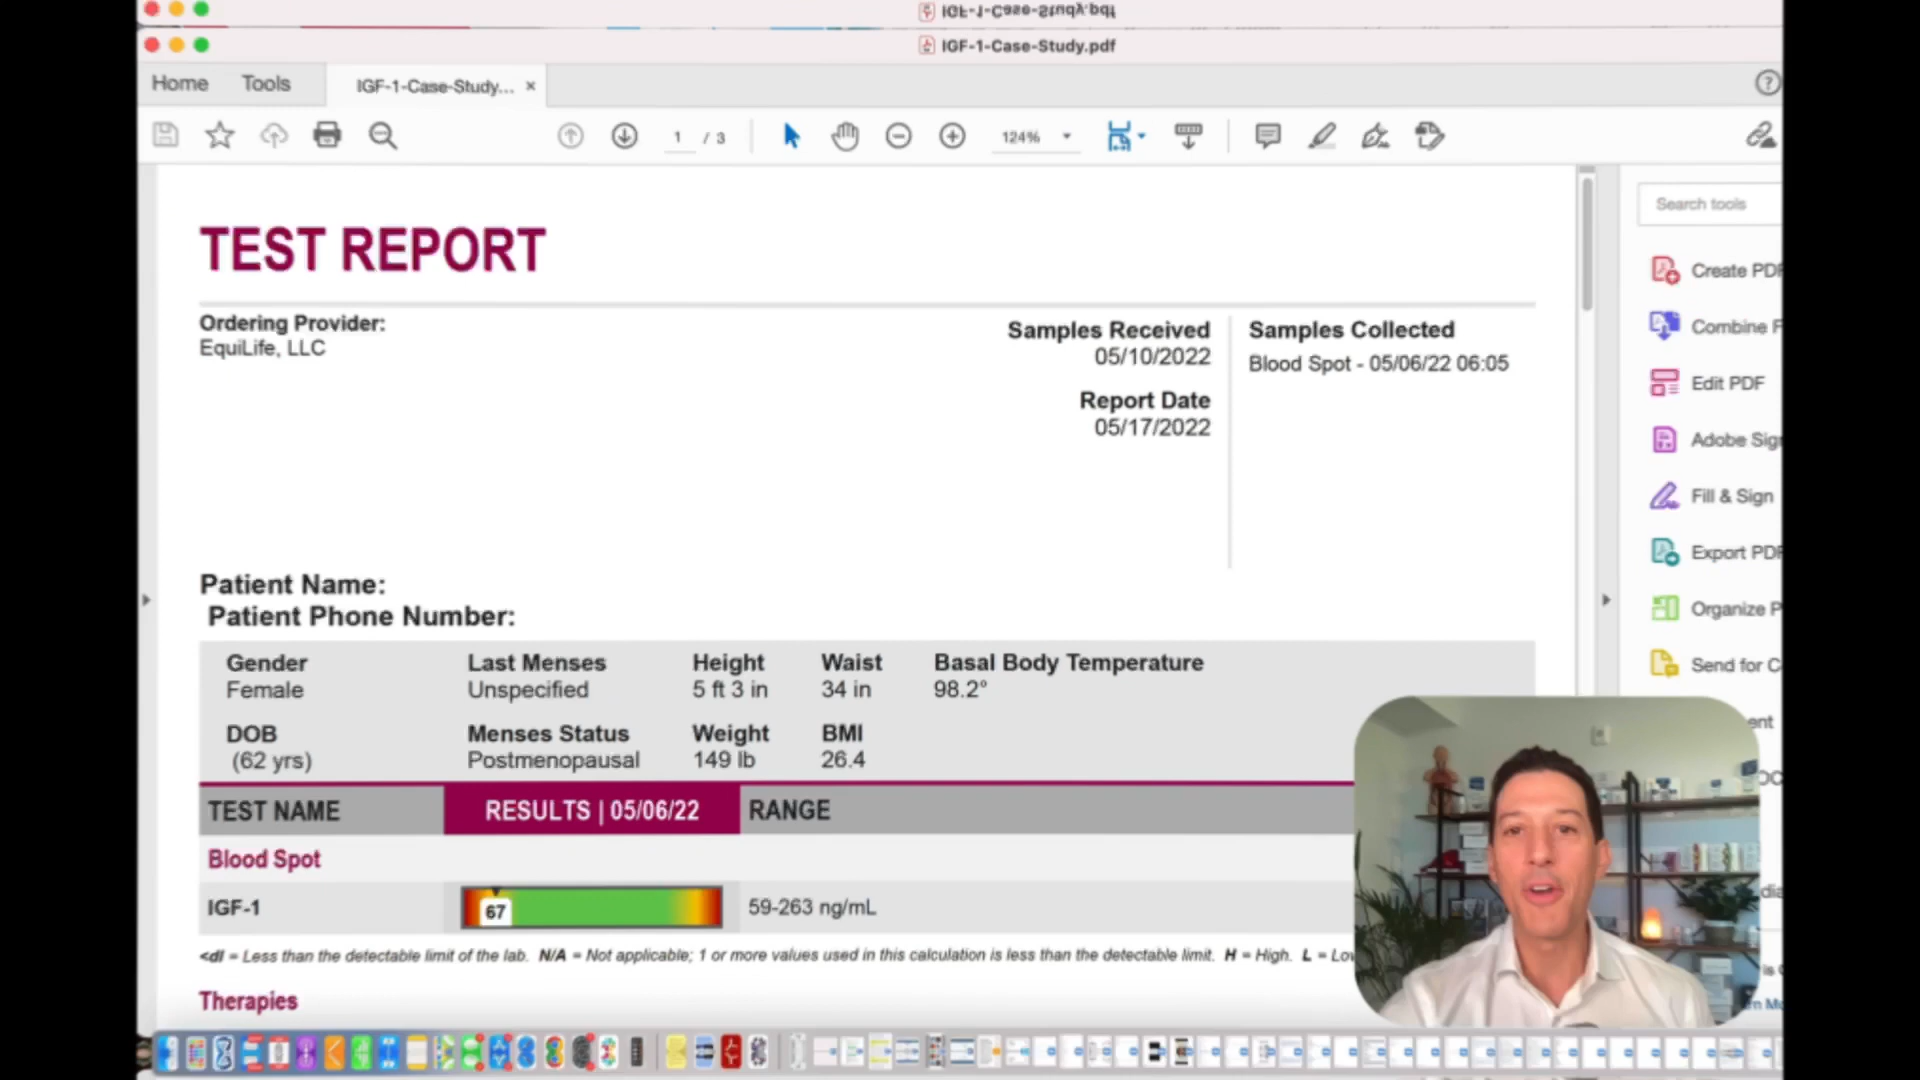 IGF-1-Case-Study.pdf
IGF-1-Case-Study.pdf
Home Tools IGF-1-Case-Study... ×
1 / 3 124%
Search tools
TEST REPORT
Ordering Provider:
EquiLife, LLC
Samples Received
05/10/2022
Report Date
05/17/2022
Samples Collected
Blood Spot - 05/06/22 06:05
Patient Name:
Patient Phone Number:
Gender Last Menses Height Waist Basal Body Temperature
Female Unspecified 5 ft 3 in 34 in 98.2°
DOB Menses Status Weight BMI
(62 yrs) Postmenopausal 149 lb 26.4
TEST NAME RESULTS | 05/06/22 RANGE
Blood Spot
IGF-1 67 59-263 ng/mL
<dl = Less than the detectable limit of the lab. N/A = Not applicable; 1 or more values used in this calculation is less than the detectable limit. H = High. L = Lo
Therapies
Create PDF
Combine F
Edit PDF
Adobe Sig
Fill & Sign
Export PDF
Organize P
Send for C